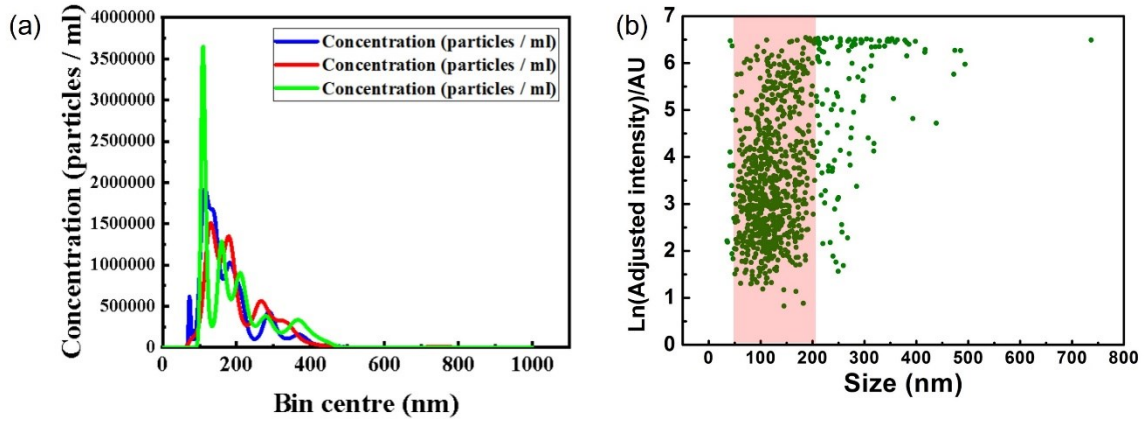 (a)
Concentration (particles / ml)
4000000
3500000
3000000
2500000
2000000
1500000
1000000
500000
0
Concentration (particles / ml)
Concentration (particles / ml)
Concentration (particles / ml)
0 200 400 600 800 1000
Bin centre (nm)
(b)
Ln(Adjusted intensity)/AU
7
6
5
4
3
2
1
0
0 100 200 300 400 500 600 700 800
Size (nm)